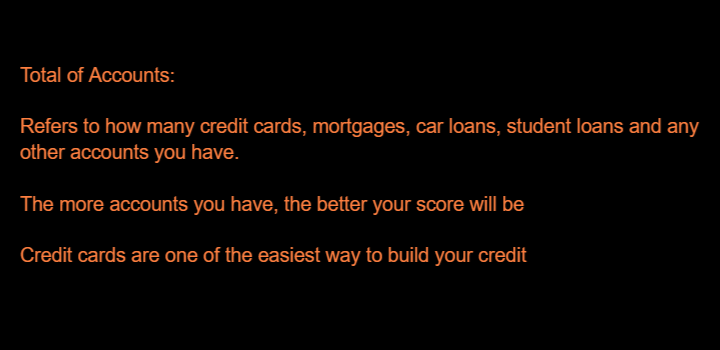 Total of Accounts:
Refers to how many credit cards, mortgages, car loans, student loans and any
other accounts you have.
The more accounts you have, the better your score will be
Credit cards are one of the easiest way to build your credit